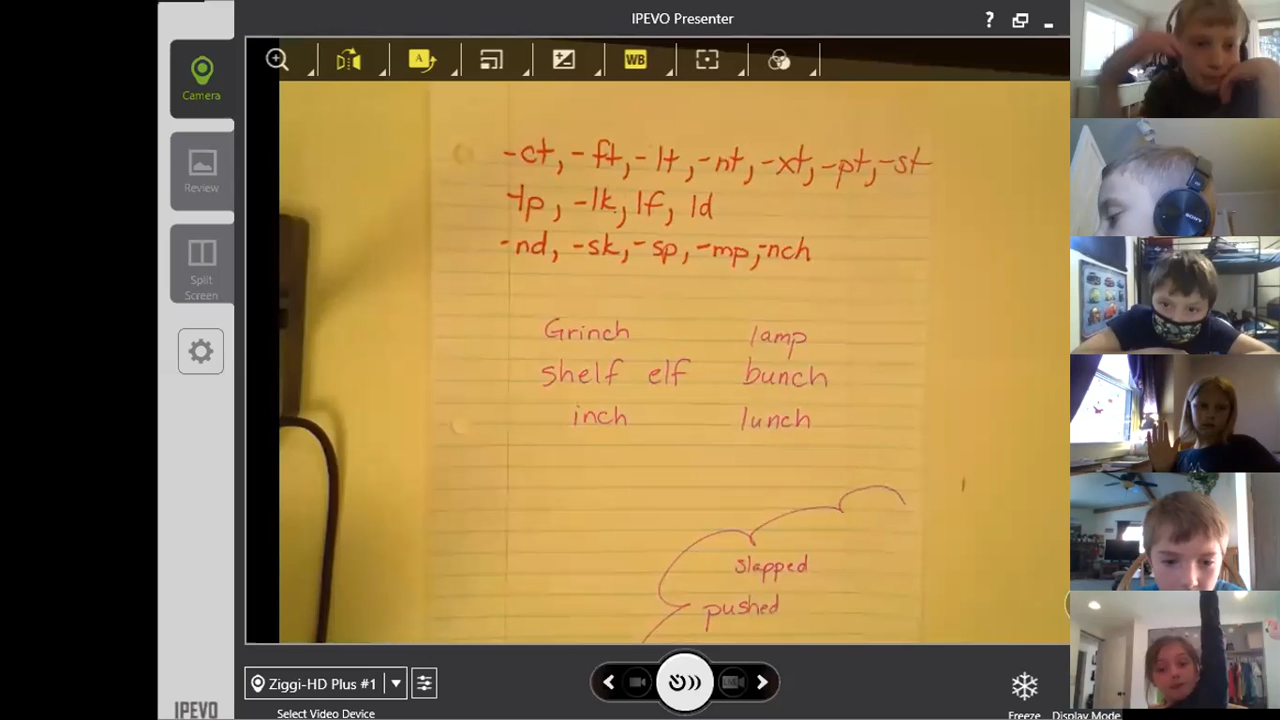 IPEVO Presenter
?
Camera
Review
Split
Screen
WB
-ct, -ft, -lt, -nt, -xt, -pt, -st
-lp, -lk, lf, ld
-nd, -sk, -sp, -mp, -nch
Grinch lamp
shelf elf bunch
inch lunch
slapped
pushed
SONY
Ziggi-HD Plus #1
Select Video Device
IPEVO
Freeze
Display Mode